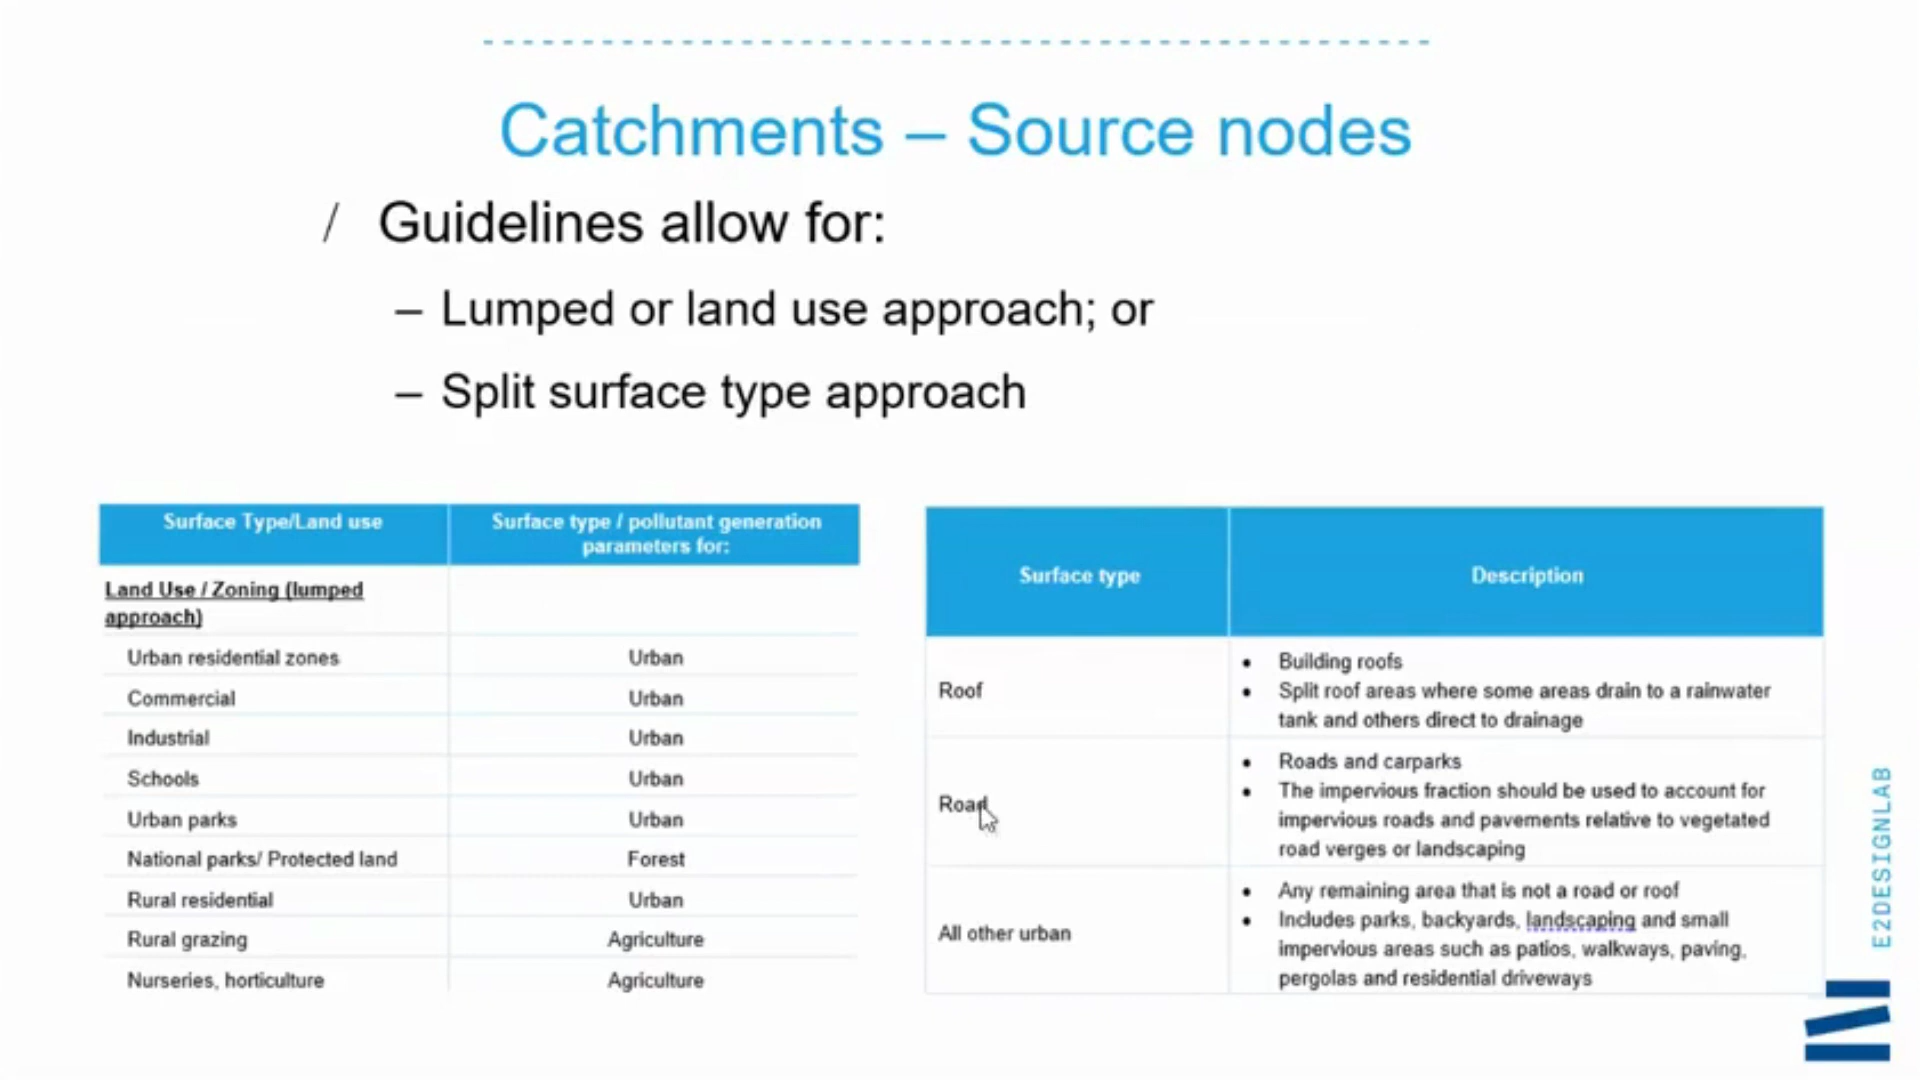 Catchments – Source nodes
/ Guidelines allow for:
– Lumped or land use approach; or
– Split surface type approach
Surface Type/Land use
Surface type / pollutant generation
parameters for:
Land Use / Zoning (lumped
approach)
Urban residential zones Urban
Commercial Urban
Industrial Urban
Schools Urban
Urban parks Urban
National parks/ Protected land Forest
Rural residential Urban
Rural grazing Agriculture
Nurseries, horticulture Agriculture
Surface type Description
Roof
• Building roofs
• Split roof areas where some areas drain to a rainwater
tank and others direct to drainage
Road
• Roads and carparks
• The impervious fraction should be used to account for
impervious roads and pavements relative to vegetated
road verges or landscaping
All other urban
• Any remaining area that is not a road or roof
• Includes parks, backyards, landscaping and small
impervious areas such as patios, walkways, paving,
pergolas and residential driveways
E2DESIGNLAB